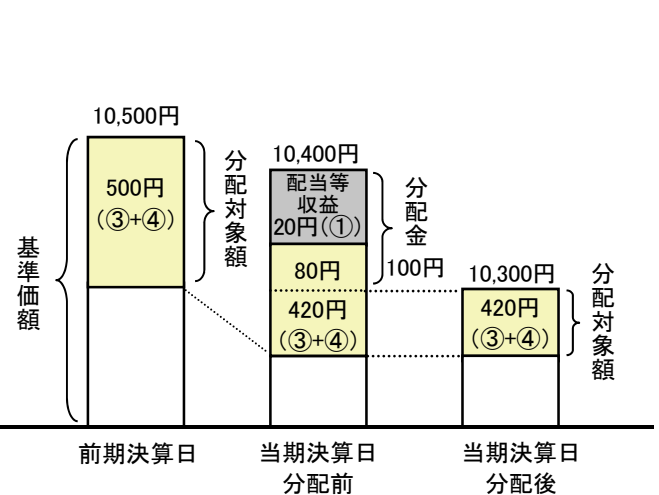 10,500円
500円
(③+④)
分配対象額
基準価額
10,400円
配当等
収益
20円(①)
80円
420円
(③+④)
分配金
100円
10,300円
420円
(③+④)
分配対象額
前期決算日
当期決算日
分配前
当期決算日
分配後